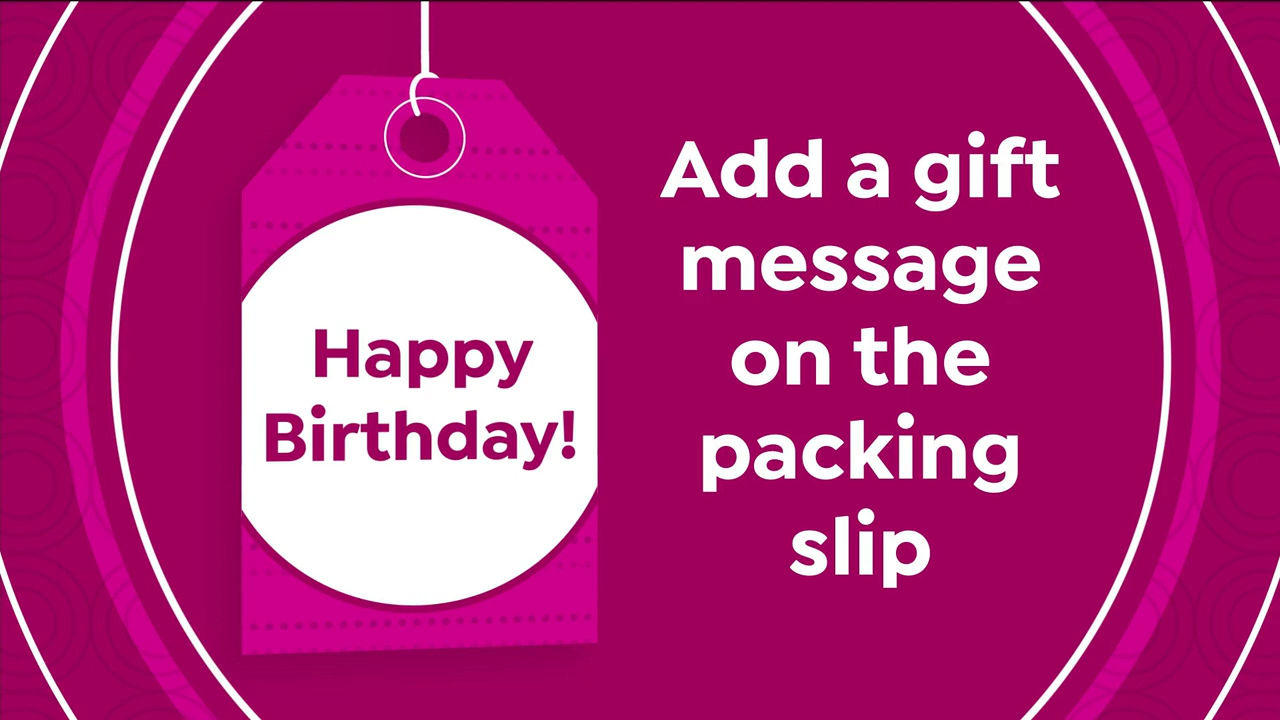 Happy
Birthday!
Add a gift
message
on the
packing
slip